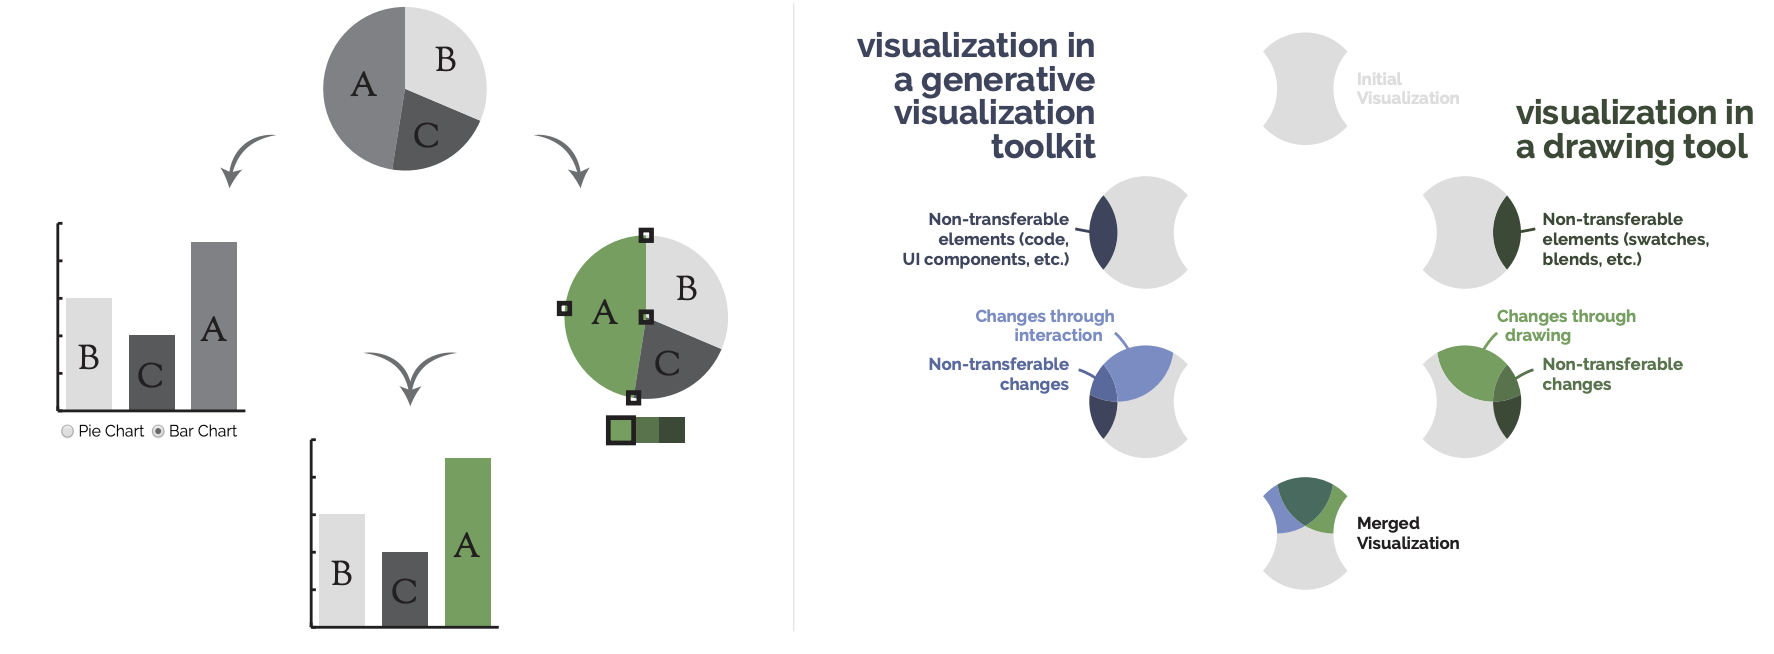 A
B
C
B
C
A
Pie Chart
Bar Chart
A
B
C
B
C
A
visualization in
a generative
visualization
toolkit
Initial
Visualization
visualization in
a drawing tool
Non-transferable
elements (code,
UI components, etc.)
Non-transferable
elements (swatches,
blends, etc.)
Changes through
interaction
Non-transferable
changes
Changes through
drawing
Non-transferable
changes
Merged
Visualization